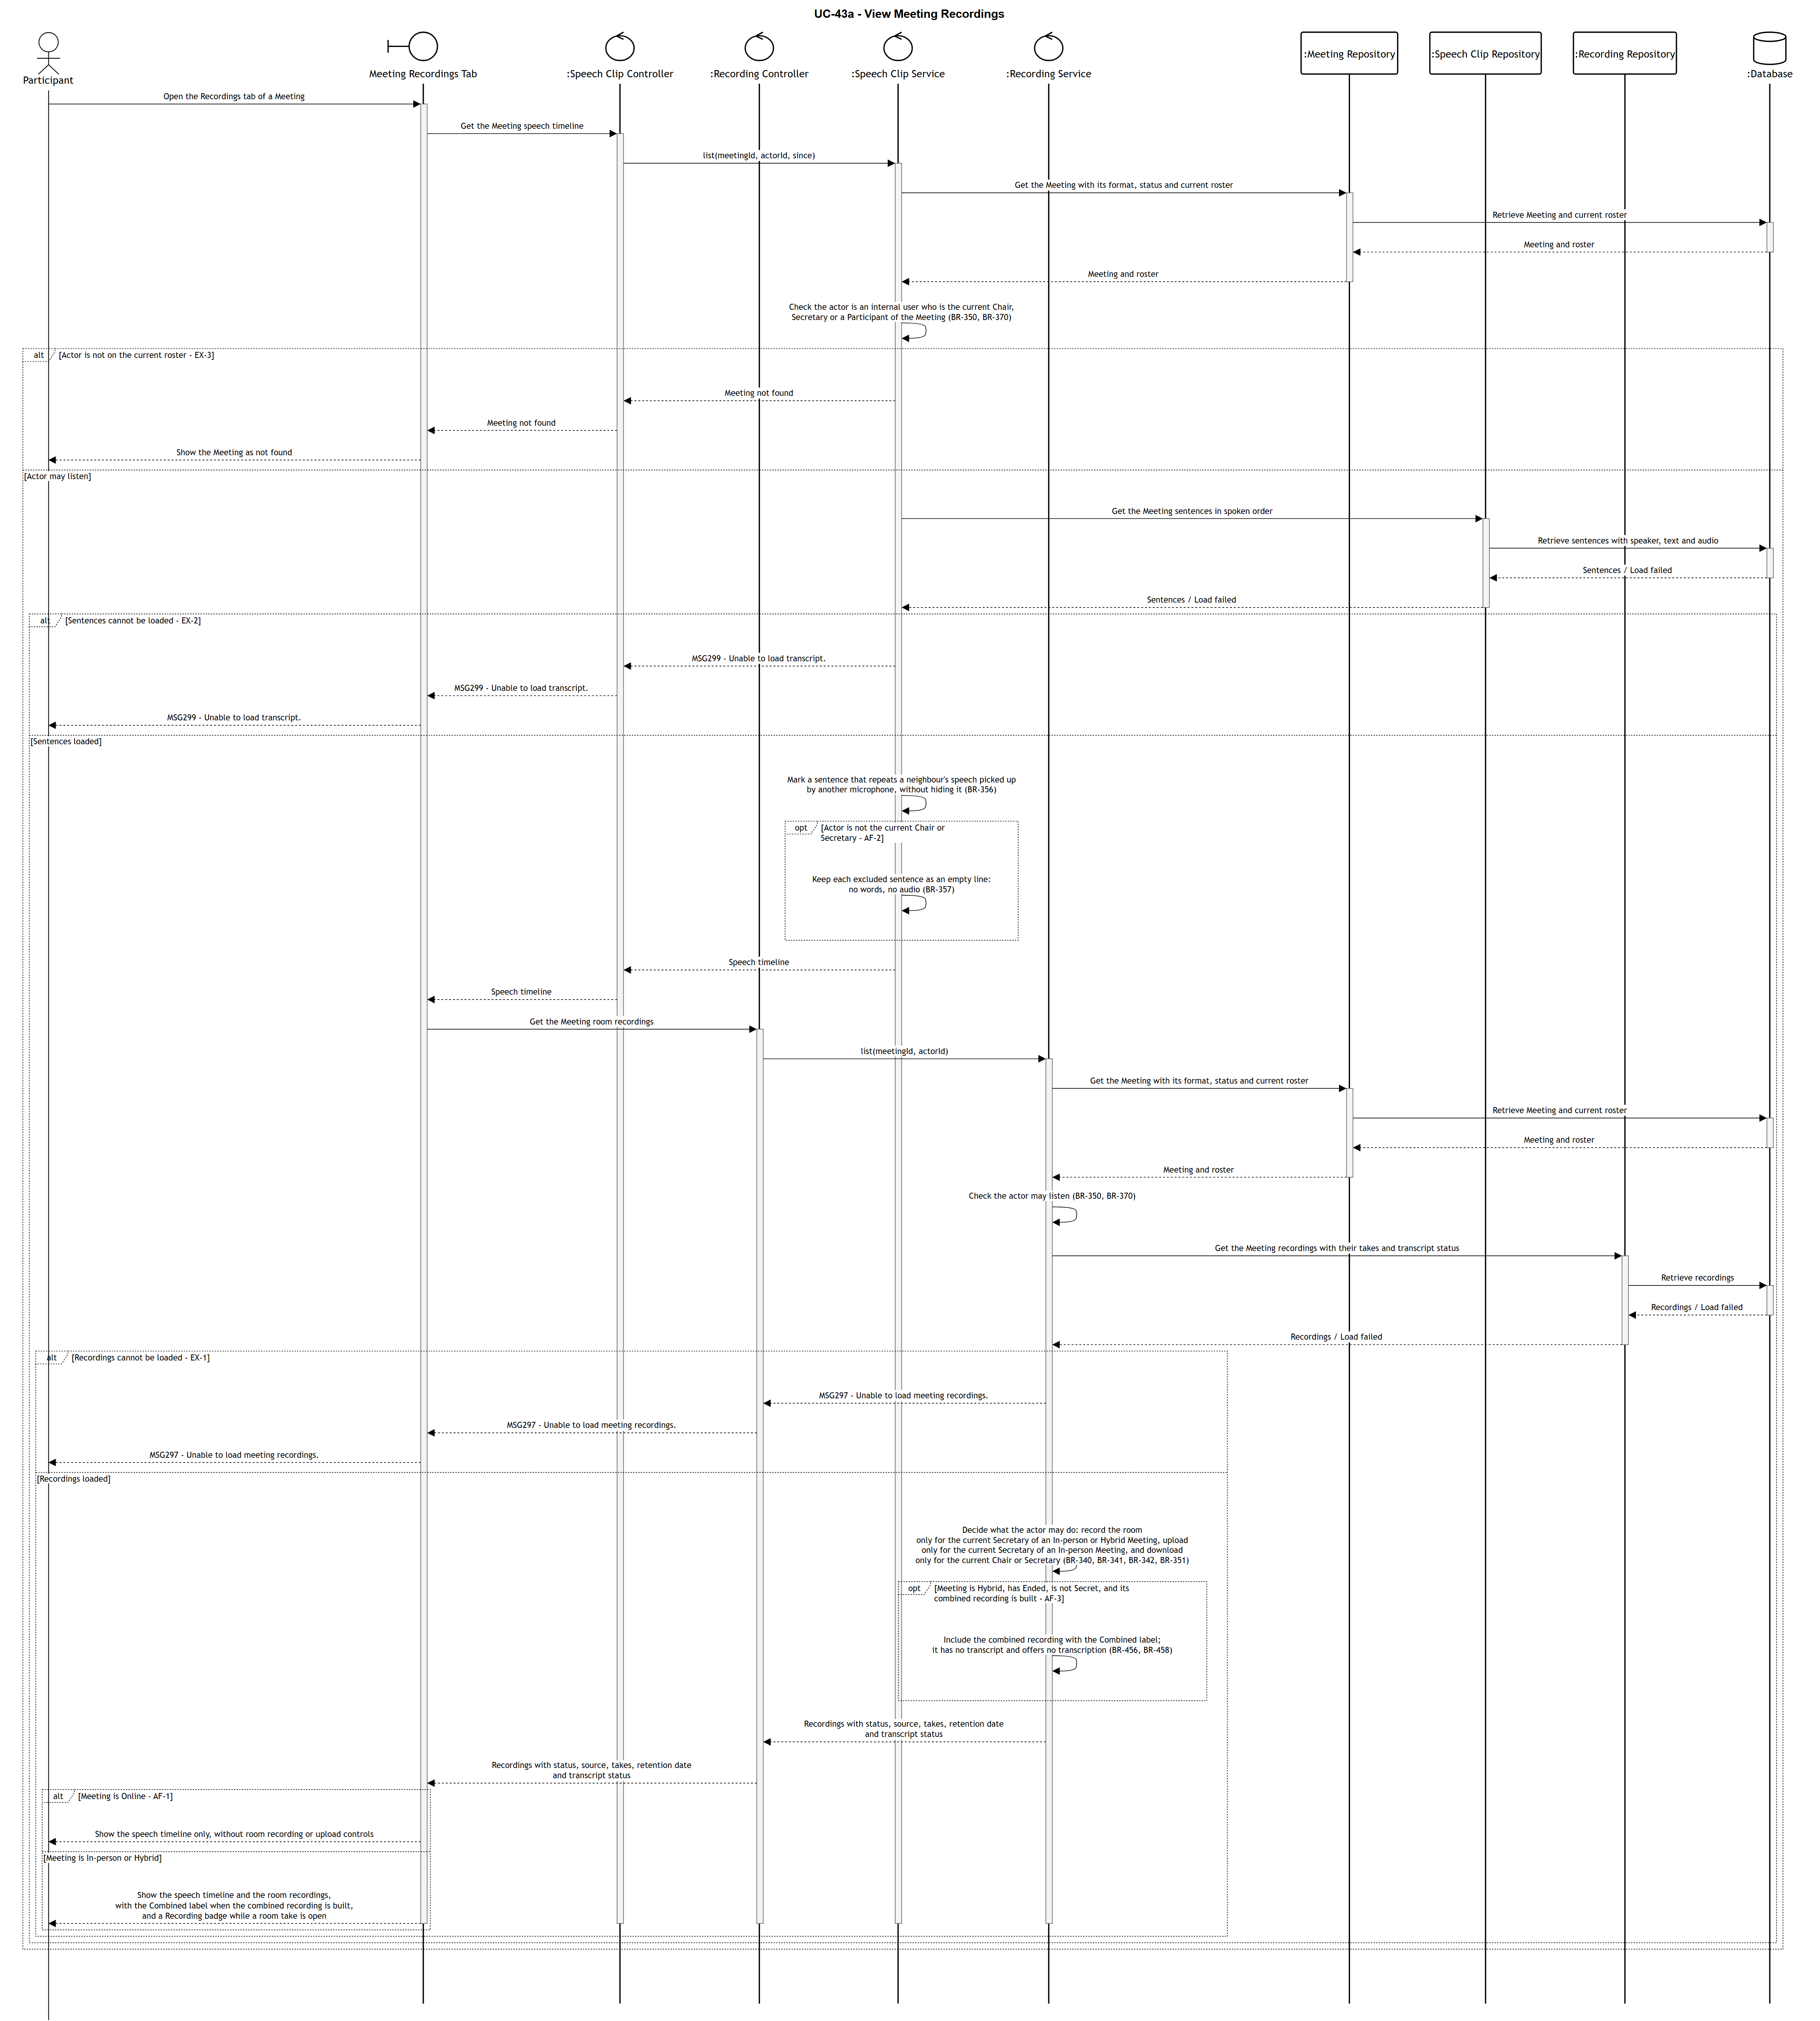 UC-43a - View Meeting Recordings
Participant
Meeting Recordings Tab
:Speech Clip Controller
:Recording Controller
:Speech Clip Service
:Recording Service
:Meeting Repository
:Speech Clip Repository
:Recording Repository
:Database
Open the Recordings tab of a Meeting
Get the Meeting speech timeline
list(meetingId, actorId, since)
Get the Meeting with its format, status and current roster
Retrieve Meeting and current roster
Meeting and roster
Meeting and roster
Check the actor is an internal user who is the current Chair,
Secretary or a Participant of the Meeting (BR-350, BR-370)
alt
[Actor is not on the current roster - EX-3]
Meeting not found
Meeting not found
Show the Meeting as not found
[Actor may listen]
Get the Meeting sentences in spoken order
Retrieve sentences with speaker, text and audio
Sentences / Load failed
Sentences / Load failed
alt
[Sentences cannot be loaded - EX-2]
MSG299 - Unable to load transcript.
MSG299 - Unable to load transcript.
MSG299 - Unable to load transcript.
[Sentences loaded]
Mark a sentence that repeats a neighbour's speech picked up
by another microphone, without hiding it (BR-356)
opt
[Actor is not the current Chair or
Secretary - AF-2]
Keep each excluded sentence as an empty line:
no words, no audio (BR-357)
Speech timeline
Speech timeline
Get the Meeting room recordings
list(meetingId, actorId)
Get the Meeting with its format, status and current roster
Retrieve Meeting and current roster
Meeting and roster
Meeting and roster
Check the actor may listen (BR-350, BR-370)
Get the Meeting recordings with their takes and transcript status
Retrieve recordings
Recordings / Load failed
Recordings / Load failed
alt
[Recordings cannot be loaded - EX-1]
MSG297 - Unable to load meeting recordings.
MSG297 - Unable to load meeting recordings.
MSG297 - Unable to load meeting recordings.
[Recordings loaded]
Decide what the actor may do: record the room
only for the current Secretary of an In-person or Hybrid Meeting, upload
only for the current Secretary of an In-person Meeting, and download
only for the current Chair or Secretary (BR-340, BR-341, BR-342, BR-351)
opt
[Meeting is Hybrid, has Ended, is not Secret, and its
combined recording is built - AF-3]
Include the combined recording with the Combined label;
it has no transcript and offers no transcription (BR-456, BR-458)
Recordings with status, source, takes, retention date
and transcript status
Recordings with status, source, takes, retention date
and transcript status
alt
[Meeting is Online - AF-1]
Show the speech timeline only, without room recording or upload controls
[Meeting is In-person or Hybrid]
Show the speech timeline and the room recordings,
with the Combined label when the combined recording is built,
and a Recording badge while a room take is open